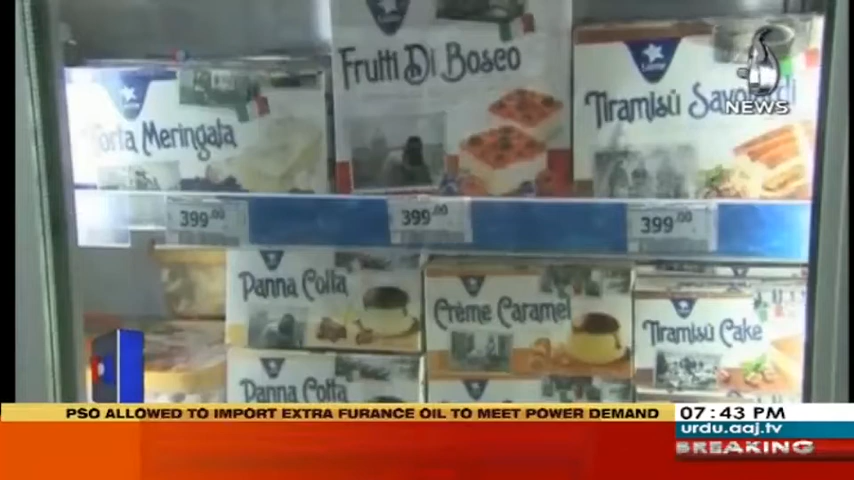 Frutti Di Bosco
Tiramisù Savoiardi
Torta Meringata
NEWS
399.00
399.00
399.00
Panna Cotta
Crème Caramel
Tiramisù Cake
Panna Cotta
PSO ALLOWED TO IMPORT EXTRA FURANCE OIL TO MEET POWER DEMAND
07:43 PM
urdu.aaj.tv
BREAKING